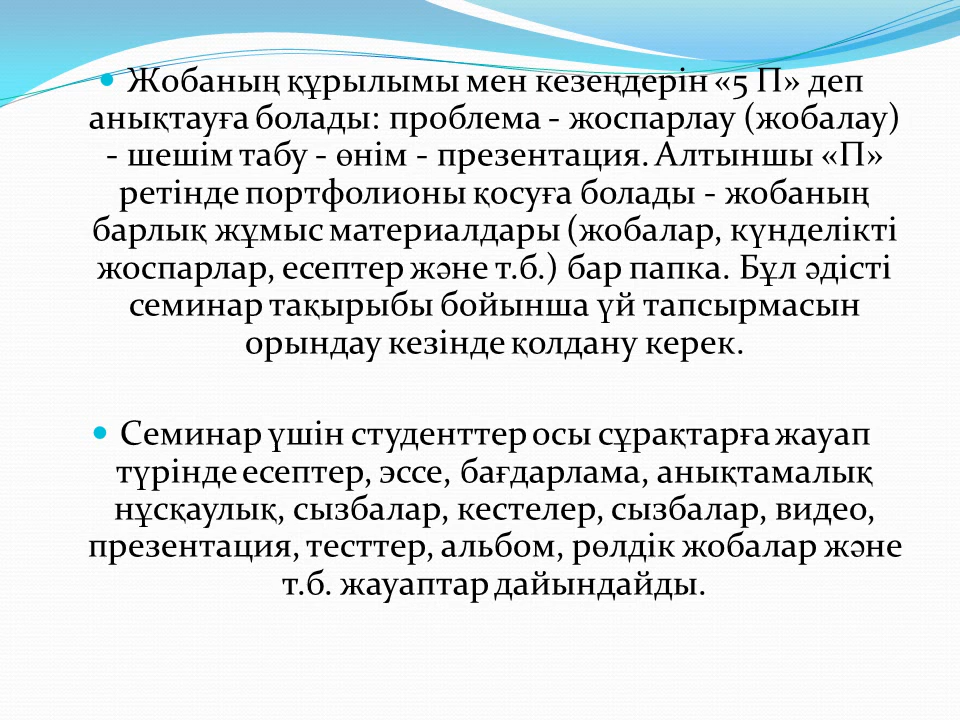 • Жобаның құрылымы мен кезеңдерін «5 П» деп
анықтауға болады: проблема - жоспарлау (жобалау)
- шешім табу - өнім - презентация. Алтыншы «П»
ретінде портфолионы қосуға болады - жобаның
барлық жұмыс материалдары (жобалар, күнделікті
жоспарлар, есептер және т.б.) бар папка. Бұл әдісті
семинар тақырыбы бойынша үй тапсырмасын
орындау кезінде қолдану керек.
• Семинар үшін студенттер осы сұрақтарға жауап
түрінде есептер, эссе, бағдарлама, анықтамалық
нұсқаулық, сызбалар, кестелер, сызбалар, видео,
презентация, тесттер, альбом, рөлдік жобалар және
т.б. жауаптар дайындайды.